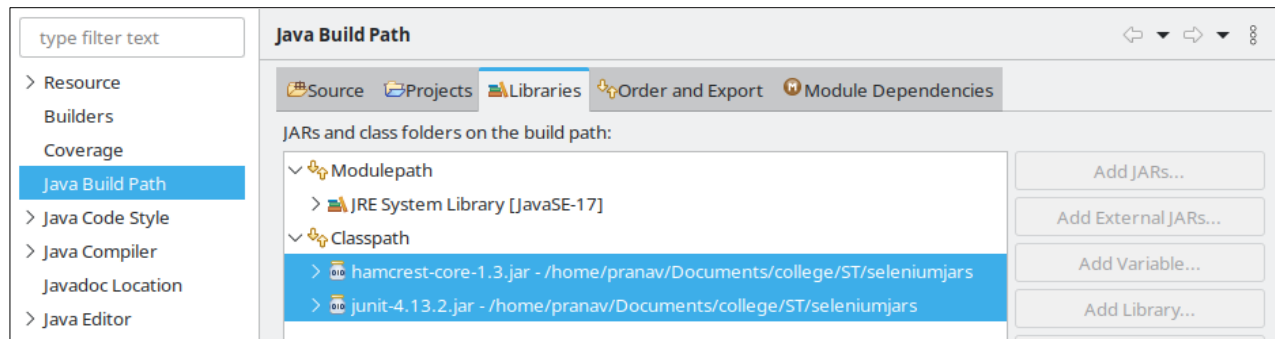 type filter text
Java Build Path
Resource
Builders
Coverage
Java Build Path
Java Code Style
Java Compiler
Javadoc Location
Java Editor
Source Projects Libraries Order and Export Module Dependencies
JARs and class folders on the build path:
Modulepath
JRE System Library [JavaSE-17]
Classpath
hamcrest-core-1.3.jar - /home/pranav/Documents/college/ST/seleniumjars
junit-4.13.2.jar - /home/pranav/Documents/college/ST/seleniumjars
Add JARs...
Add External JARs...
Add Variable...
Add Library...